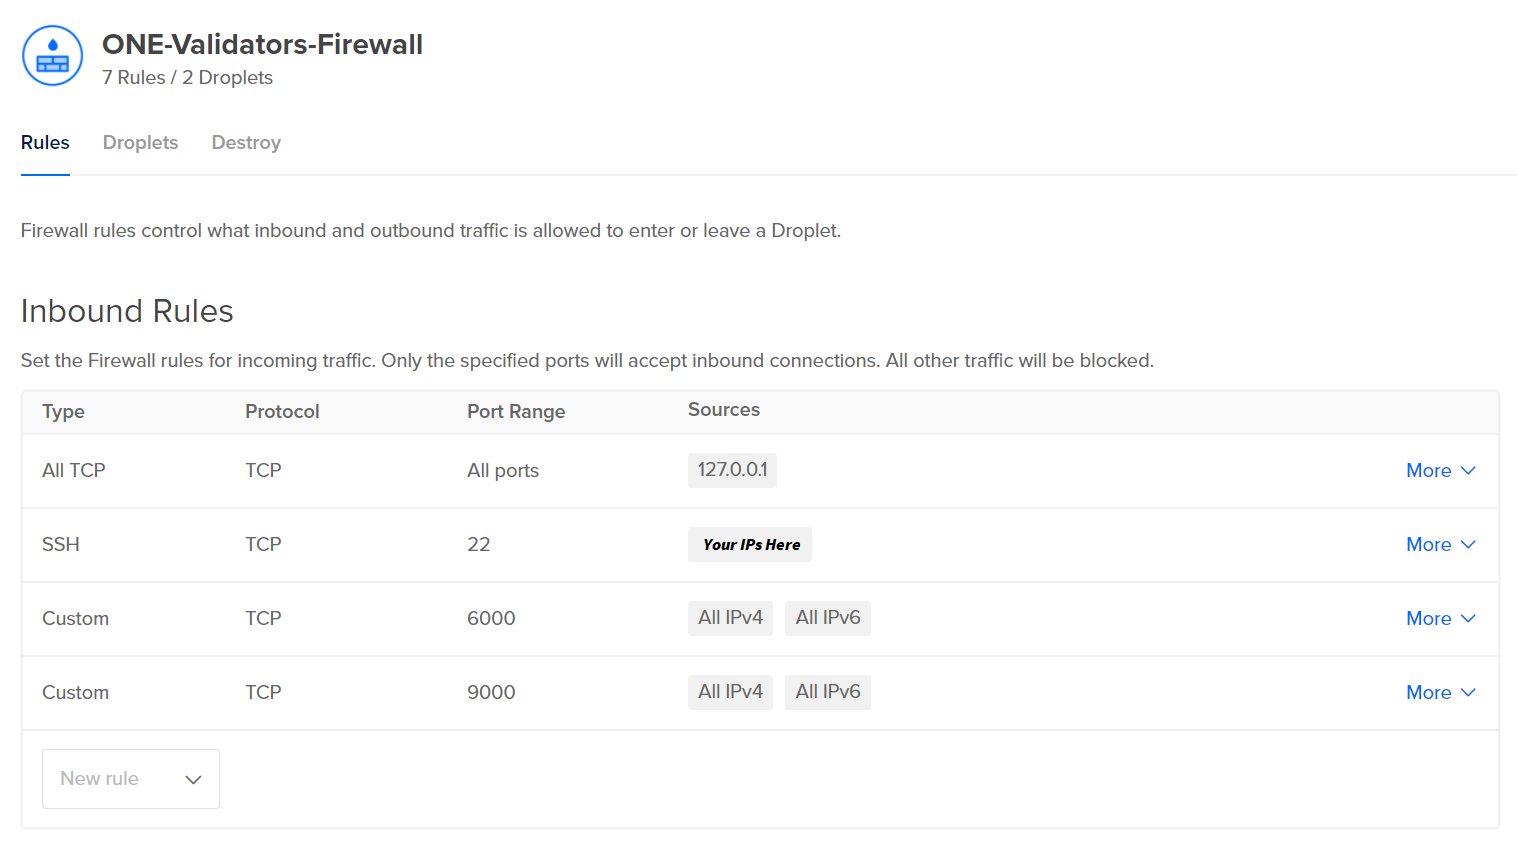 ONE-Validators-Firewall
7 Rules / 2 Droplets
Rules Droplets Destroy
Firewall rules control what inbound and outbound traffic is allowed to enter or leave a Droplet.
Inbound Rules
Set the Firewall rules for incoming traffic. Only the specified ports will accept inbound connections. All other traffic will be blocked.
Type Protocol Port Range Sources
All TCP TCP All ports 127.0.0.1 More
SSH TCP 22 Your IPs Here More
Custom TCP 6000 All IPv4 All IPv6 More
Custom TCP 9000 All IPv4 All IPv6 More
New rule